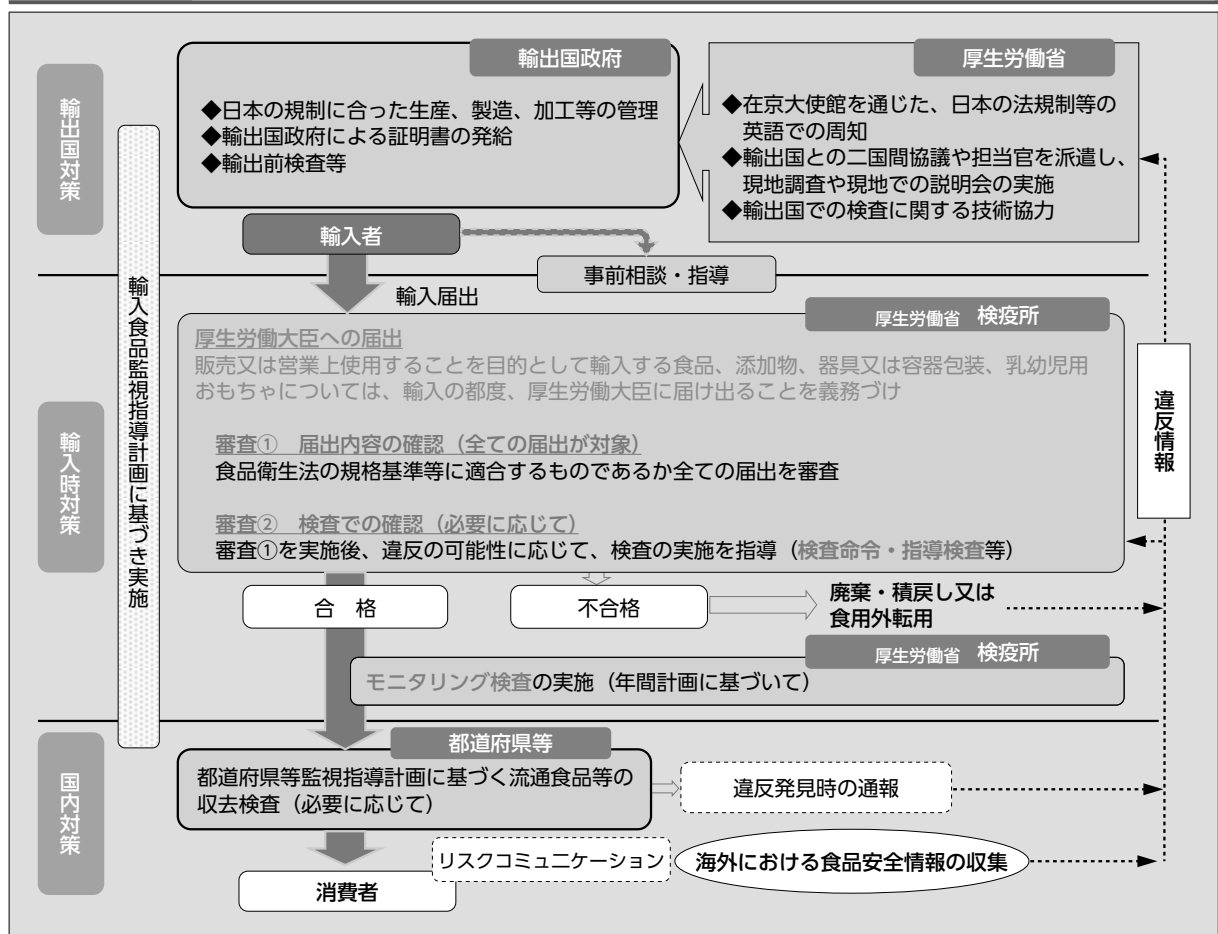 輸出国対策
輸出国政府
◆日本の規制に合った生産、製造、加工等の管理
◆輸出国政府による証明書の発給
◆輸出前検査等
厚生労働省
◆在京大使館を通じた、日本の法規制等の
英語での周知
◆輸出国との二国間協議や担当官を派遣し、
現地調査や現地での説明会の実施
◆輸出国での検査に関する技術協力
輸入者
事前相談・指導
輸入届出
輸入食品監視指導計画に基づき実施
輸入時対策
厚生労働省 検疫所
厚生労働大臣への届出
販売又は営業上使用することを目的として輸入する食品、添加物、器具又は容器包装、乳幼児用
おもちゃについては、輸入の都度、厚生労働大臣に届け出ることを義務づけ
審査① 届出内容の確認（全ての届出が対象）
食品衛生法の規格基準等に適合するものであるか全ての届出を審査
審査② 検査での確認（必要に応じて）
審査①を実施後、違反の可能性に応じて、検査の実施を指導（検査命令・指導検査等）
違反情報
合 格
不合格
廃棄・積戻し又は
食用外転用
厚生労働省 検疫所
モニタリング検査の実施（年間計画に基づいて）
国内対策
都道府県等
都道府県等監視指導計画に基づく流通食品等の
収去検査（必要に応じて）
違反発見時の通報
リスクコミュニケーション
海外における食品安全情報の収集
消費者